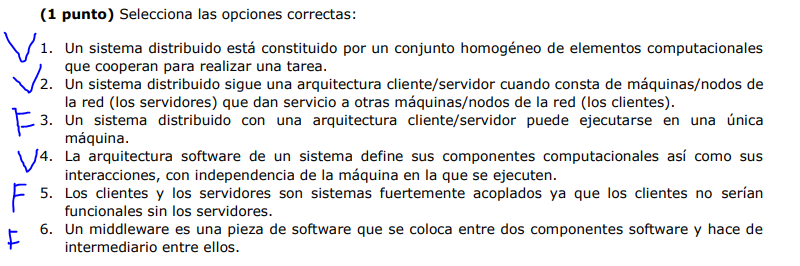 (1 punto) Selecciona las opciones correctas:
V 1. Un sistema distribuido está constituido por un conjunto homogéneo de elementos computacionales
que cooperan para realizar una tarea.
V 2. Un sistema distribuido sigue una arquitectura cliente/servidor cuando consta de máquinas/nodos de
la red (los servidores) que dan servicio a otras máquinas/nodos de la red (los clientes).
F 3. Un sistema distribuido con una arquitectura cliente/servidor puede ejecutarse en una única
máquina.
V 4. La arquitectura software de un sistema define sus componentes computacionales así como sus
interacciones, con independencia de la máquina en la que se ejecuten.
F 5. Los clientes y los servidores son sistemas fuertemente acoplados ya que los clientes no serían
funcionales sin los servidores.
F 6. Un middleware es una pieza de software que se coloca entre dos componentes software y hace de
intermediario entre ellos.